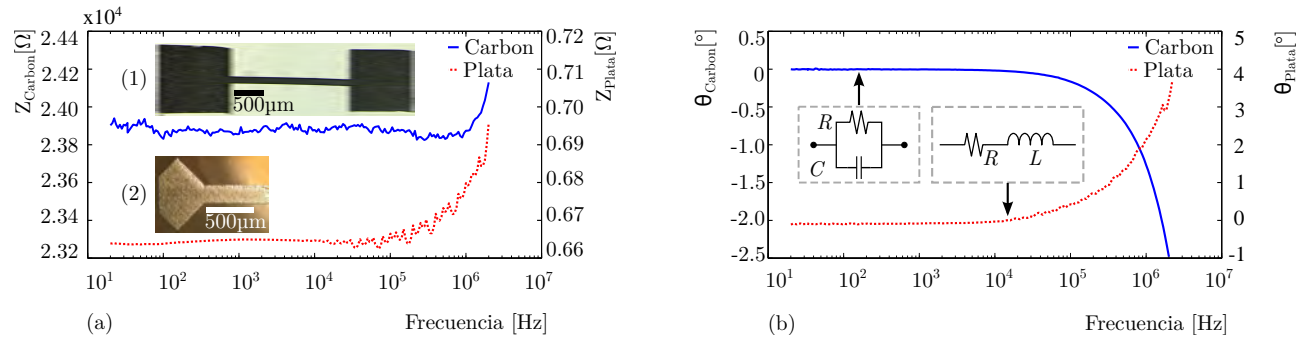 x10⁴
2.44
2.42
2.40
2.38
2.36
2.34
2.32
Z_Carbon[Ω]
0.72
0.71
0.70
0.69
0.68
0.67
0.66
Z_Plata[Ω]
Carbon
Plata
(1)
500µm
(2)
500µm
10¹ 10² 10³ 10⁴ 10⁵ 10⁶ 10⁷
(a)
Frecuencia [Hz]
0.5
0
-0.5
-1.0
-1.5
-2.0
-2.5
θ_Carbon[°]
5
4
3
2
1
0
-1
θ_Plata[°]
Carbon
Plata
R
C
R
L
10¹ 10² 10³ 10⁴ 10⁵ 10⁶ 10⁷
(b)
Frecuencia [Hz]